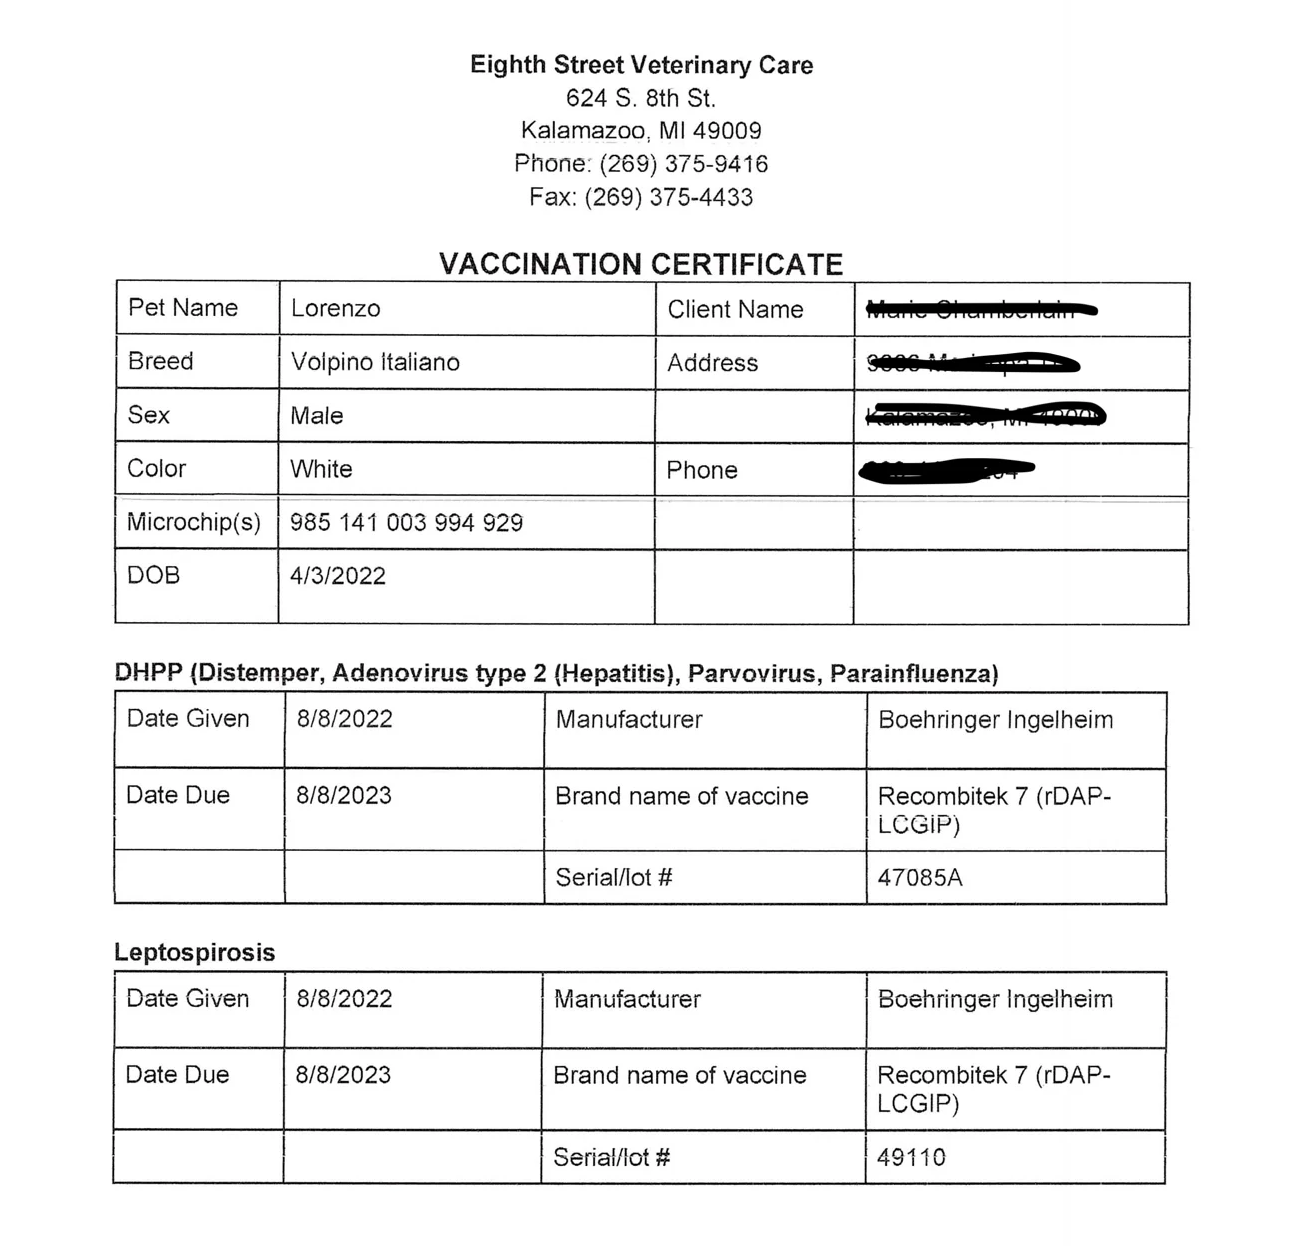 Eighth Street Veterinary Care
624 S. 8th St.
Kalamazoo, MI 49009
Phone: (269) 375-9416
Fax: (269) 375-4433
VACCINATION CERTIFICATE
Pet Name Lorenzo Client Name
Breed Volpino Italiano Address
Sex Male
Color White Phone
Microchip(s) 985 141 003 994 929
DOB 4/3/2022
DHPP (Distemper, Adenovirus type 2 (Hepatitis), Parvovirus, Parainfluenza)
Date Given 8/8/2022 Manufacturer Boehringer Ingelheim
Date Due 8/8/2023 Brand name of vaccine Recombitek 7 (rDAP-
LCGIP)
Serial/lot # 47085A
Leptospirosis
Date Given 8/8/2022 Manufacturer Boehringer Ingelheim
Date Due 8/8/2023 Brand name of vaccine Recombitek 7 (rDAP-
LCGIP)
Serial/lot # 49110